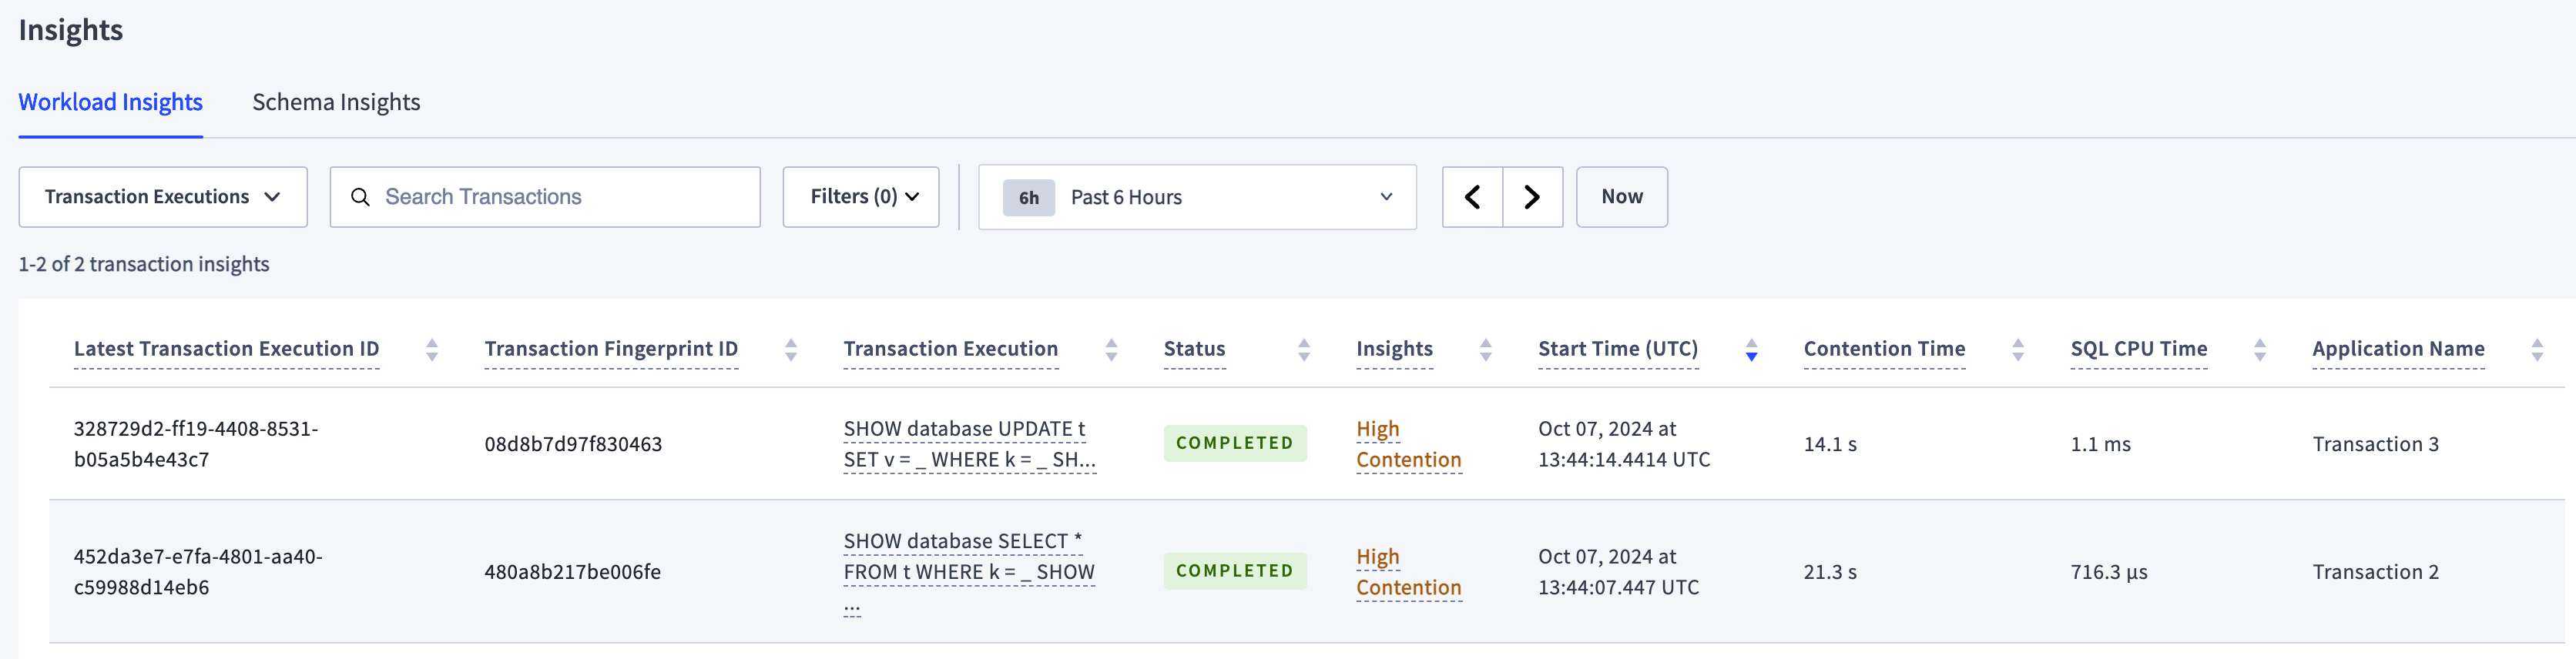 Insights
Workload Insights
Schema Insights
Transaction Executions
Search Transactions
Filters (0)
6h
Past 6 Hours
Now
1-2 of 2 transaction insights
Latest Transaction Execution ID
Transaction Fingerprint ID
Transaction Execution
Status
Insights
Start Time (UTC)
Contention Time
SQL CPU Time
Application Name
328729d2-ff19-4408-8531-
b05a5b4e43c7
08d8b7d97f830463
SHOW database UPDATE t
SET v = _ WHERE k = _ SH...
COMPLETED
High
Contention
Oct 07, 2024 at
13:44:14.4414 UTC
14.1 s
1.1 ms
Transaction 3
452da3e7-e7fa-4801-aa40-
c59988d14eb6
480a8b217be006fe
SHOW database SELECT *
FROM t WHERE k = _ SHOW
...
COMPLETED
High
Contention
Oct 07, 2024 at
13:44:07.447 UTC
21.3 s
716.3 µs
Transaction 2